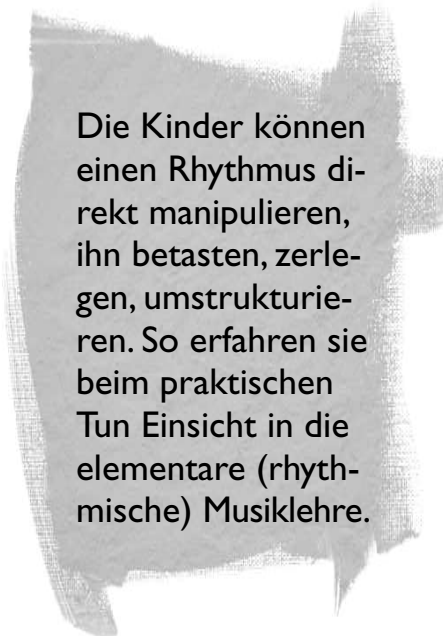 Die Kinder können
einen Rhythmus di-
rekt manipulieren,
ihn betasten, zerle-
gen, umstrukturie-
ren. So erfahren sie
beim praktischen
Tun Einsicht in die
elementare (rhyth-
mische) Musiklehre.